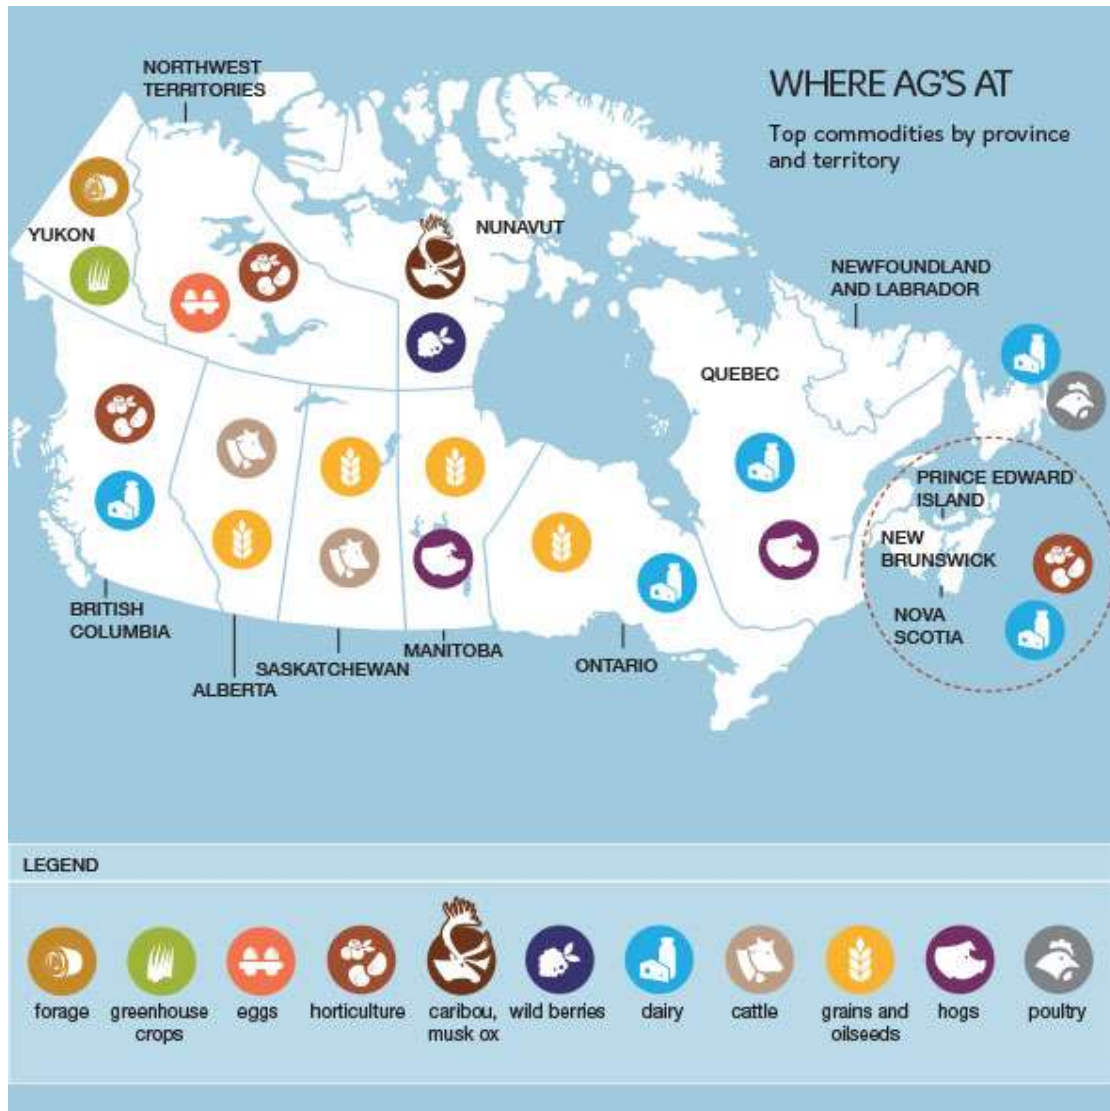 WHERE AG'S AT
Top commodities by province
and territory
NORTHWEST
TERRITORIES
YUKON
NUNAVUT
NEWFOUNDLAND
AND LABRADOR
QUEBEC
PRINCE EDWARD
ISLAND
NEW
BRUNSWICK
NOVA
SCOTIA
BRITISH
COLUMBIA
ALBERTA
SASKATCHEWAN
MANITOBA
ONTARIO
LEGEND
forage
greenhouse
crops
eggs
horticulture
caribou,
musk ox
wild berries
dairy
cattle
grains and
oilseeds
hogs
poultry